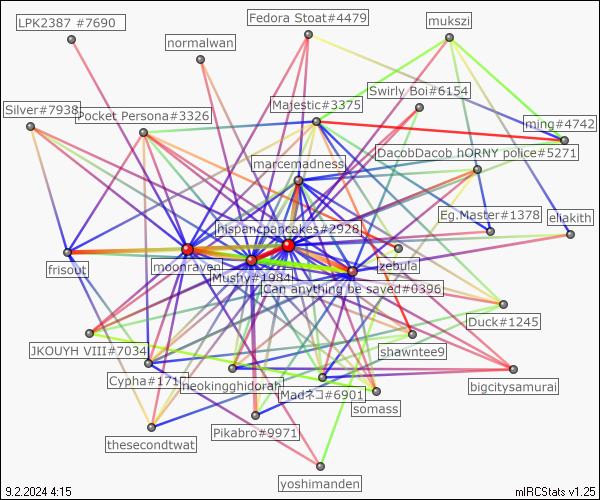 Fedora Stoat#4479
LPK2387 #7690
mukszi
normalwan
Swirly Boi#6154
Silver#7938
Pocket Persona#3326
Majestic#3375
ming#4742
DacobDacob hORNY police#5271
marcemadness
Eg.Master#1378
eliakith
hispancpancakes#2928
frisout
moonraven
Mushy#1984
zebula
Can anything be saved#0396
Duck#1245
JKOUYH VIII#7034
shawntee9
Cypha#1717
neokingghidorah
bigcitysamurai
Madネコ#6901
somass
Pikabro#9971
thesecondtwat
yoshimanden
9.2.2024 4:15
mIRCStats v1.25